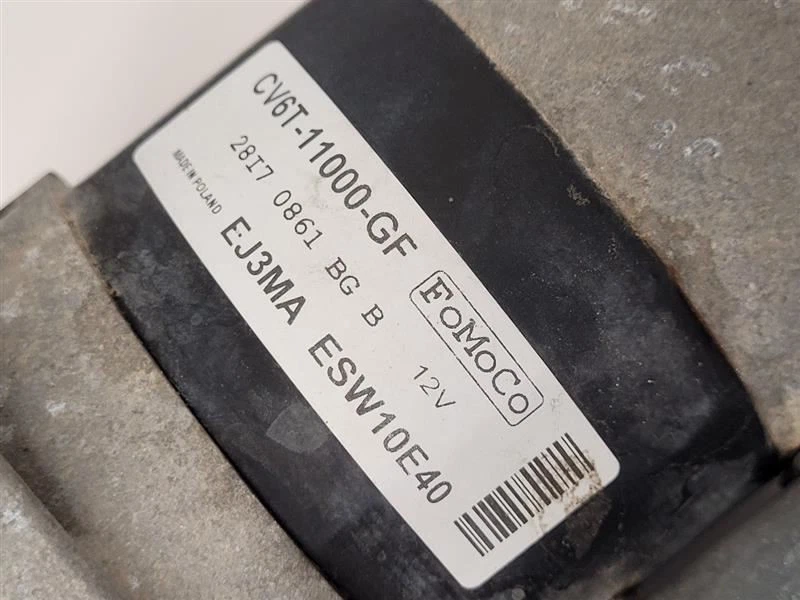 CV6T-11000-GF
28I7 0861 BG B
FoMoCo
12V
MADE IN POLAND
EJ3MA ESW10E40